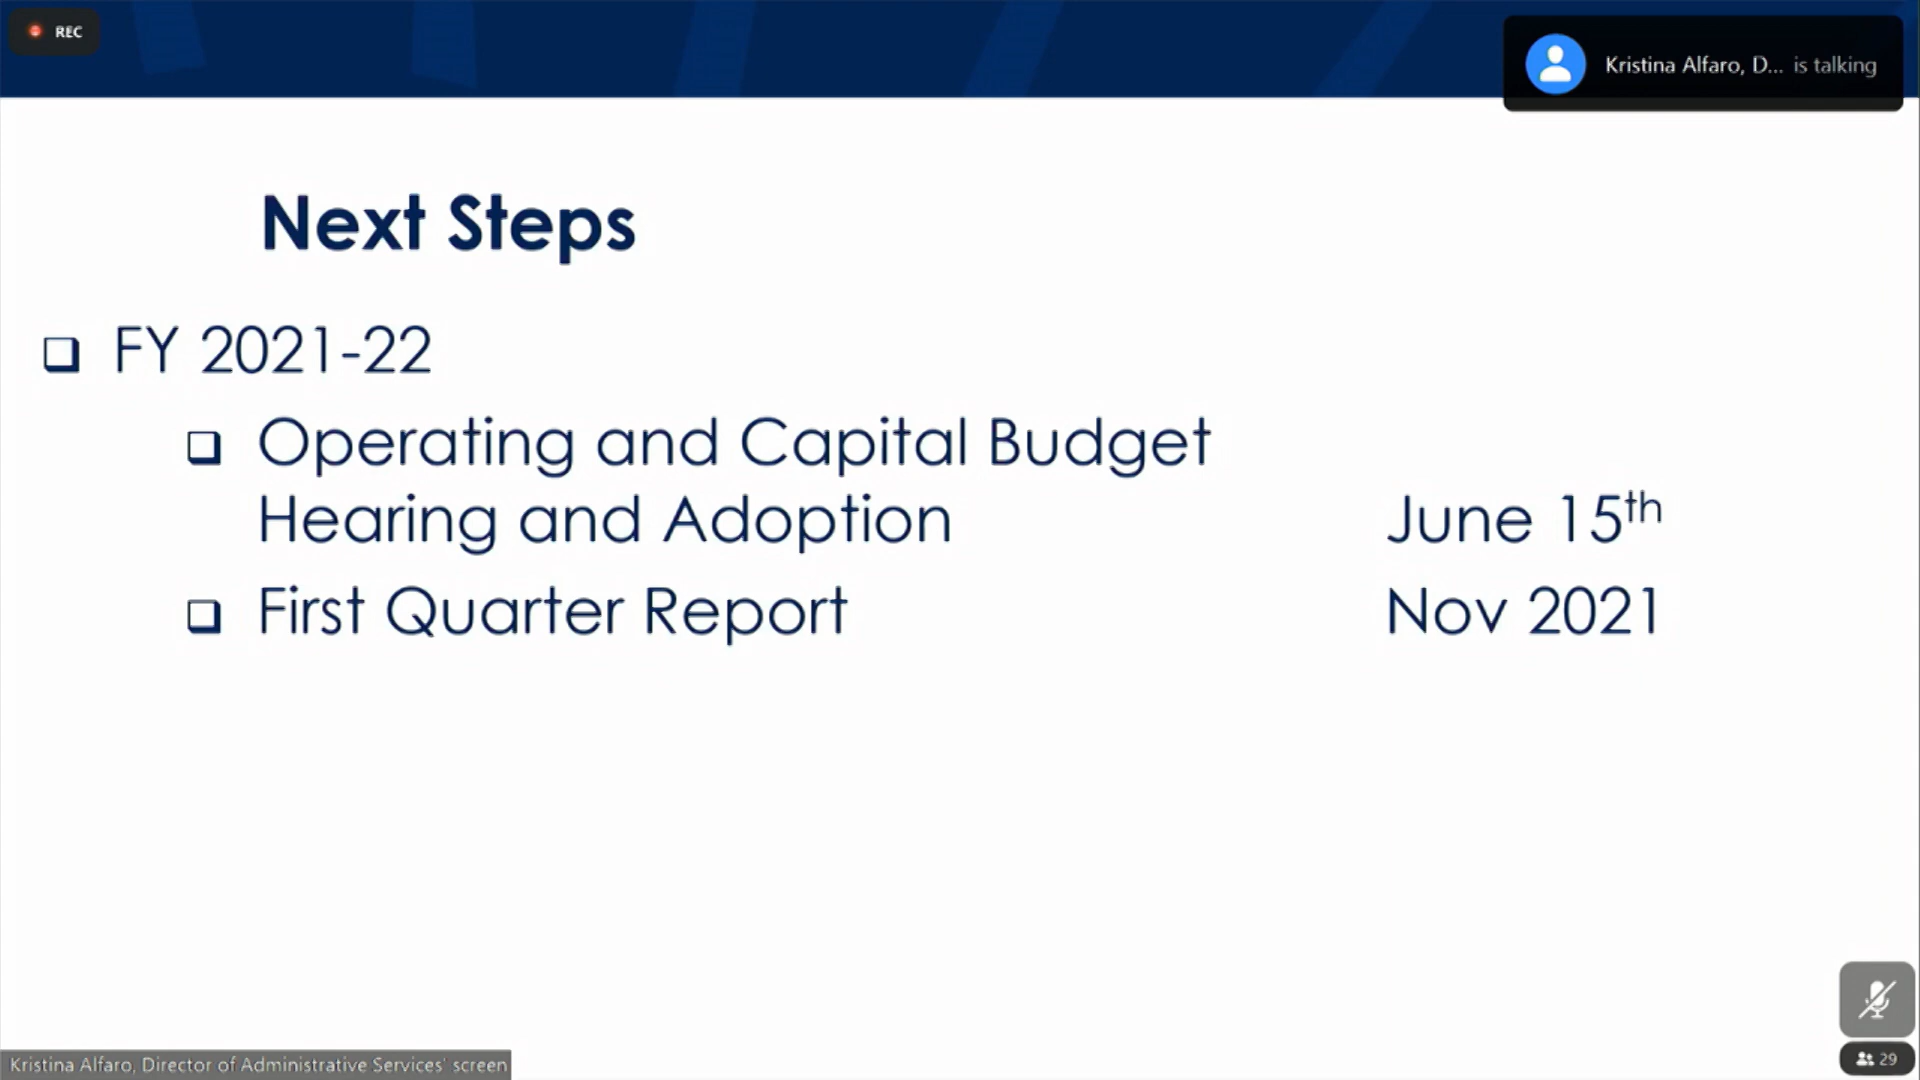 REC
Kristina Alfaro, D... is talking
Next Steps
FY 2021-22
Operating and Capital Budget
Hearing and Adoption June 15th
First Quarter Report Nov 2021
Kristina Alfaro, Director of Administrative Services' screen
29